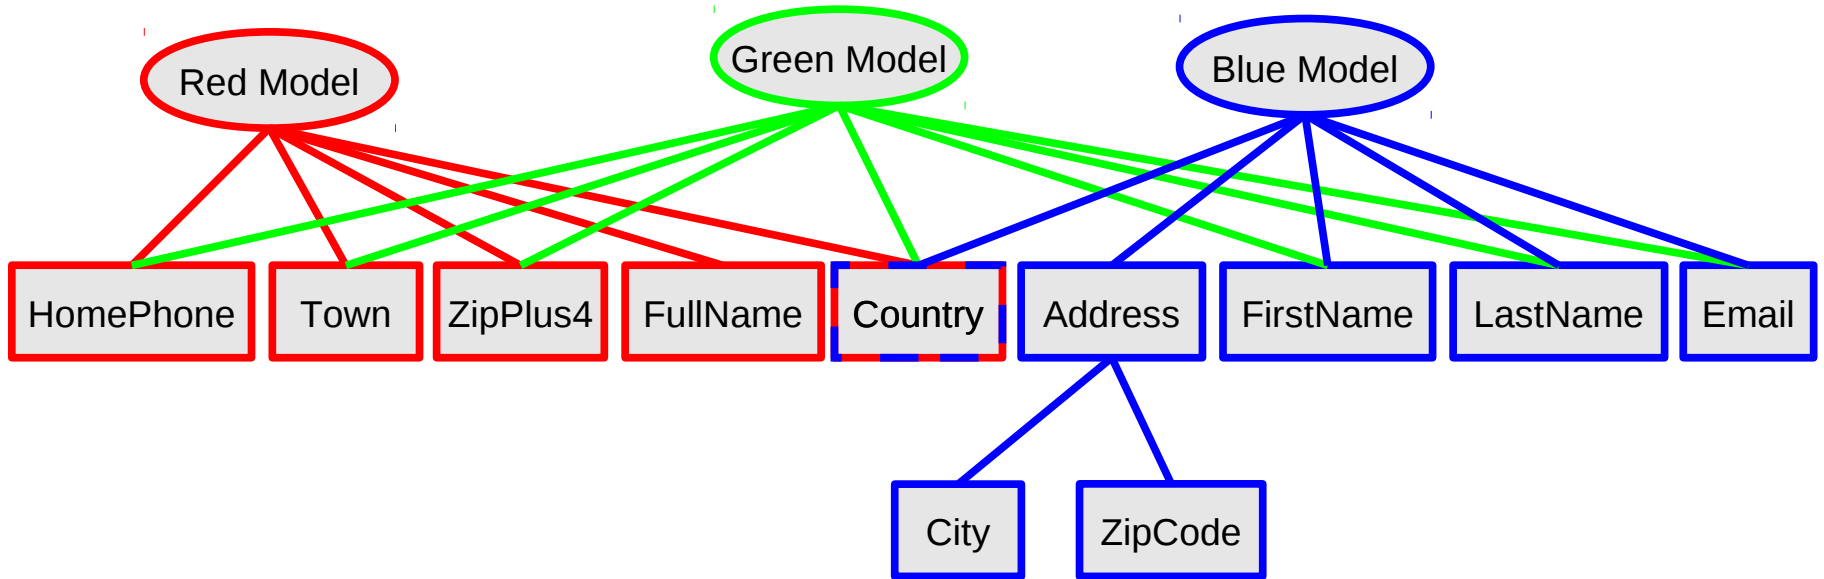 Red Model
Green Model
Blue Model
HomePhone
Town
ZipPlus4
FullName
Country
Address
FirstName
LastName
Email
City
ZipCode